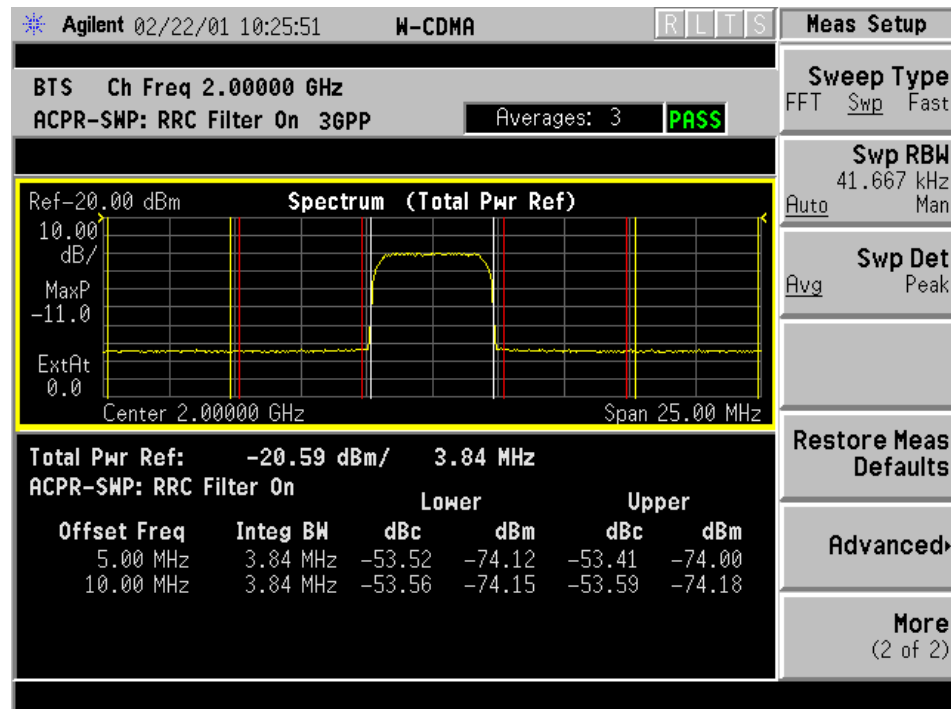 Agilent 02/22/01 10:25:51 W-CDMA R L T S
Meas Setup
BTS Ch Freq 2.00000 GHz
ACPR-SWP: RRC Filter On 3GPP Averages: 3 PASS
Ref-20.00 dBm Spectrum (Total Pwr Ref)
10.00
dB/
MaxP
-11.0
ExtAt
0.0
Center 2.00000 GHz Span 25.00 MHz
Total Pwr Ref: -20.59 dBm/ 3.84 MHz
ACPR-SWP: RRC Filter On
Lower Upper
Offset Freq Integ BW dBc dBm dBc dBm
5.00 MHz 3.84 MHz -53.52 -74.12 -53.41 -74.00
10.00 MHz 3.84 MHz -53.56 -74.15 -53.59 -74.18
Sweep Type
FFT Swp Fast
Swp RBW
41.667 kHz
Auto Man
Swp Det
Avg Peak
Restore Meas
Defaults
Advanced
More
(2 of 2)